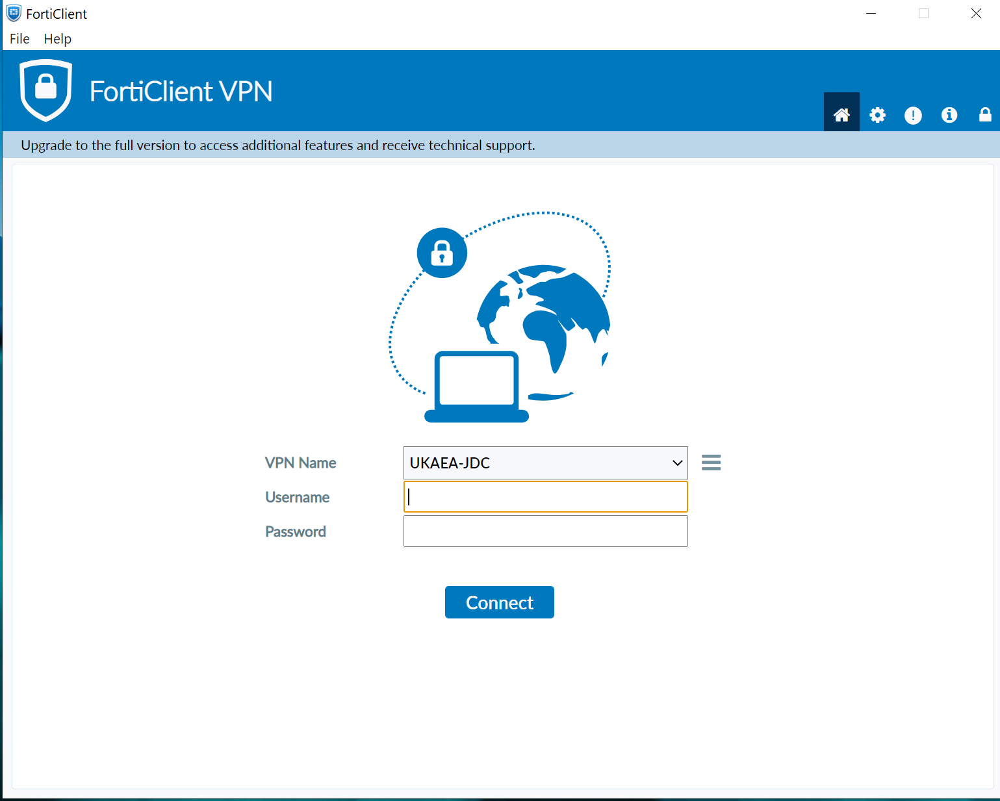 FortiClient
File Help
FortiClient VPN
Upgrade to the full version to access additional features and receive technical support.
VPN Name
UKAEA-JDC
Username
Password
Connect